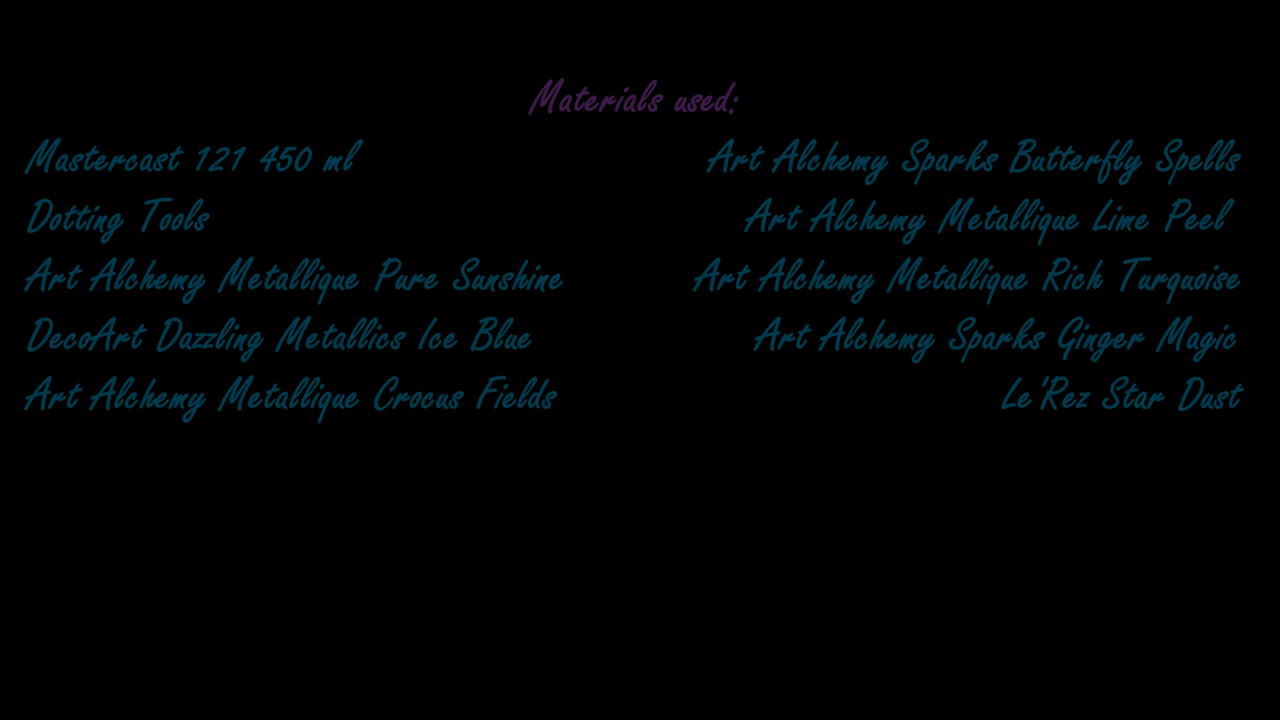 Materials used:
Mastercast 121 450 ml
Dotting Tools
Art Alchemy Metallique Pure Sunshine
DecoArt Dazzling Metallics Ice Blue
Art Alchemy Metallique Crocus Fields
Art Alchemy Sparks Butterfly Spells
Art Alchemy Metallique Lime Peel
Art Alchemy Metallique Rich Turquoise
Art Alchemy Sparks Ginger Magic
Le'Rez Star Dust